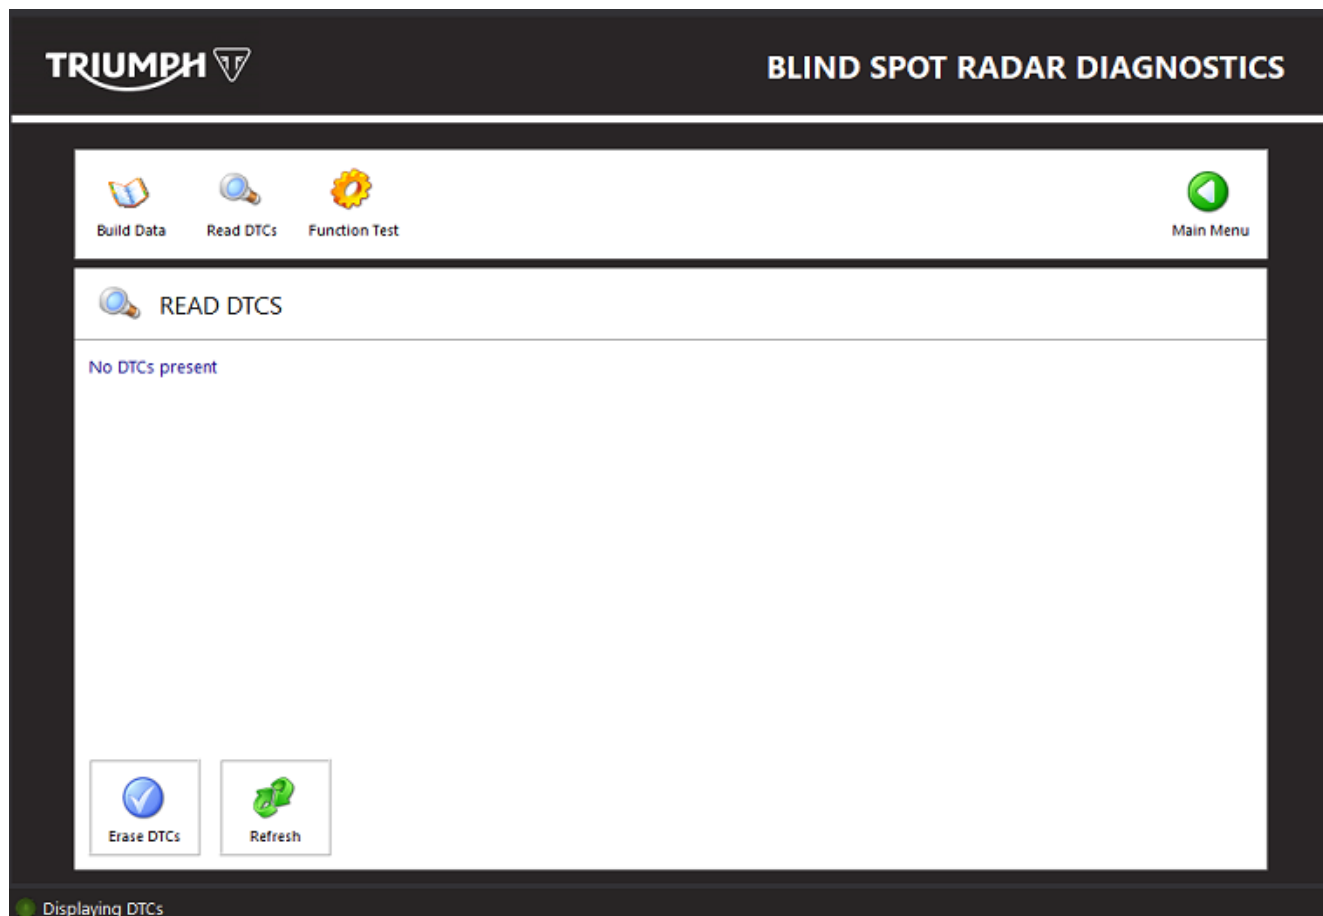 TRIUMPH
BLIND SPOT RADAR DIAGNOSTICS
Build Data
Read DTCs
Function Test
Main Menu
READ DTCS
No DTCs present
Erase DTCs
Refresh
Displaying DTCs